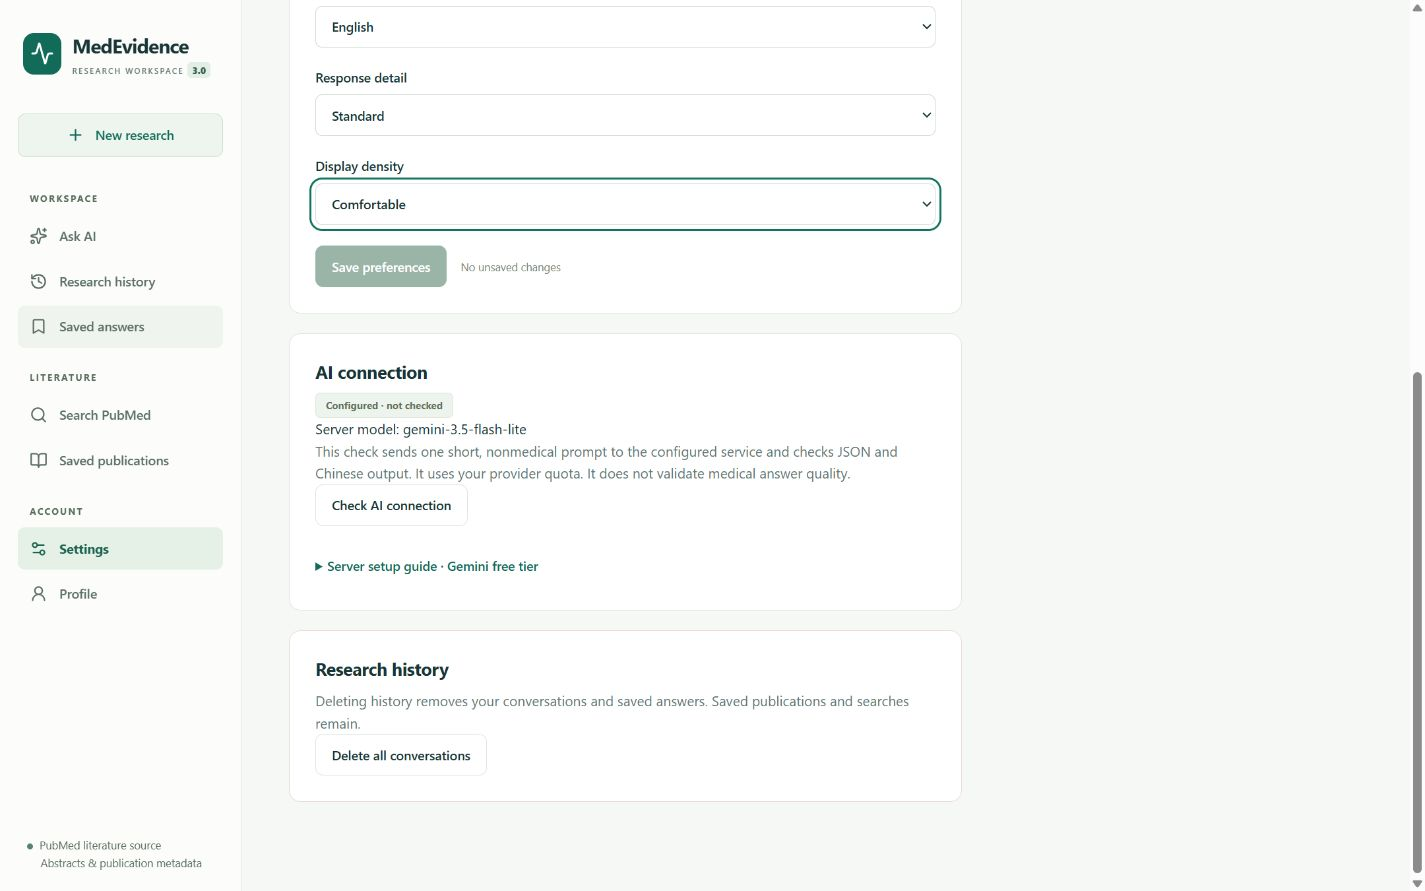 MedEvidence
RESEARCH WORKSPACE 3.0
New research
WORKSPACE
Ask AI
Research history
Saved answers
LITERATURE
Search PubMed
Saved publications
ACCOUNT
Settings
Profile
PubMed literature source
Abstracts & publication metadata
English
Response detail
Standard
Display density
Comfortable
Save preferences No unsaved changes
AI connection
Configured · not checked
Server model: gemini-3.5-flash-lite
This check sends one short, nonmedical prompt to the configured service and checks JSON and
Chinese output. It uses your provider quota. It does not validate medical answer quality.
Check AI connection
Server setup guide · Gemini free tier
Research history
Deleting history removes your conversations and saved answers. Saved publications and searches
remain.
Delete all conversations